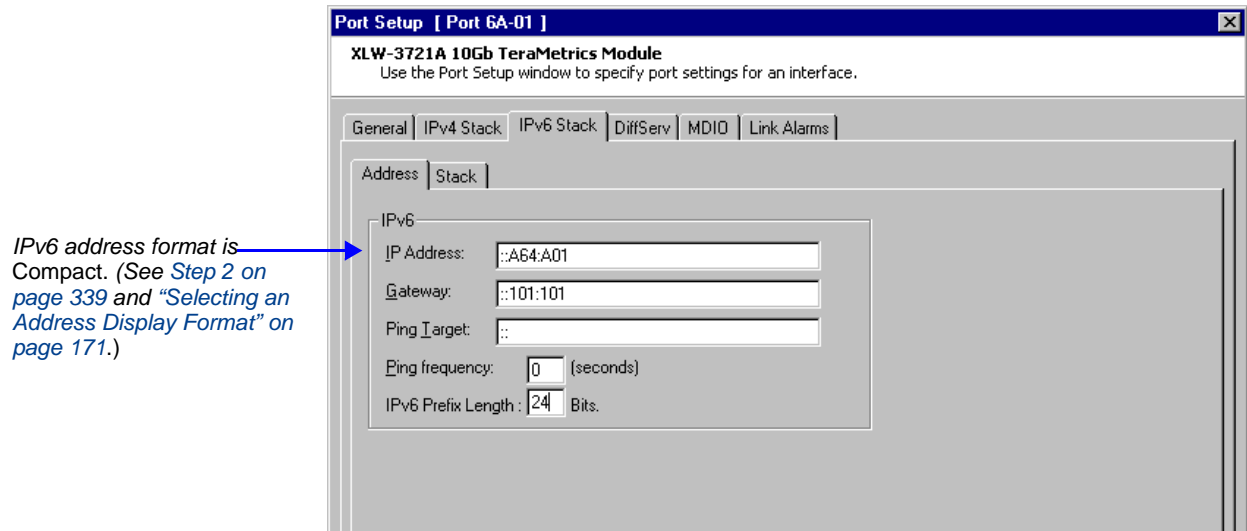 Port Setup [ Port 6A-01 ]
XLW-3721A 10Gb TeraMetrics Module
Use the Port Setup window to specify port settings for an interface.
General IPv4 Stack IPv6 Stack DiffServ MDIO Link Alarms
Address Stack
IPv6
IPv6 address format is
Compact. (See Step 2 on
page 339 and “Selecting an
Address Display Format” on
page 171.)
IP Address: ::A64:A01
Gateway: ::101:101
Ping Target: ::
Ping frequency: 0 (seconds)
IPv6 Prefix Length : 24 Bits.